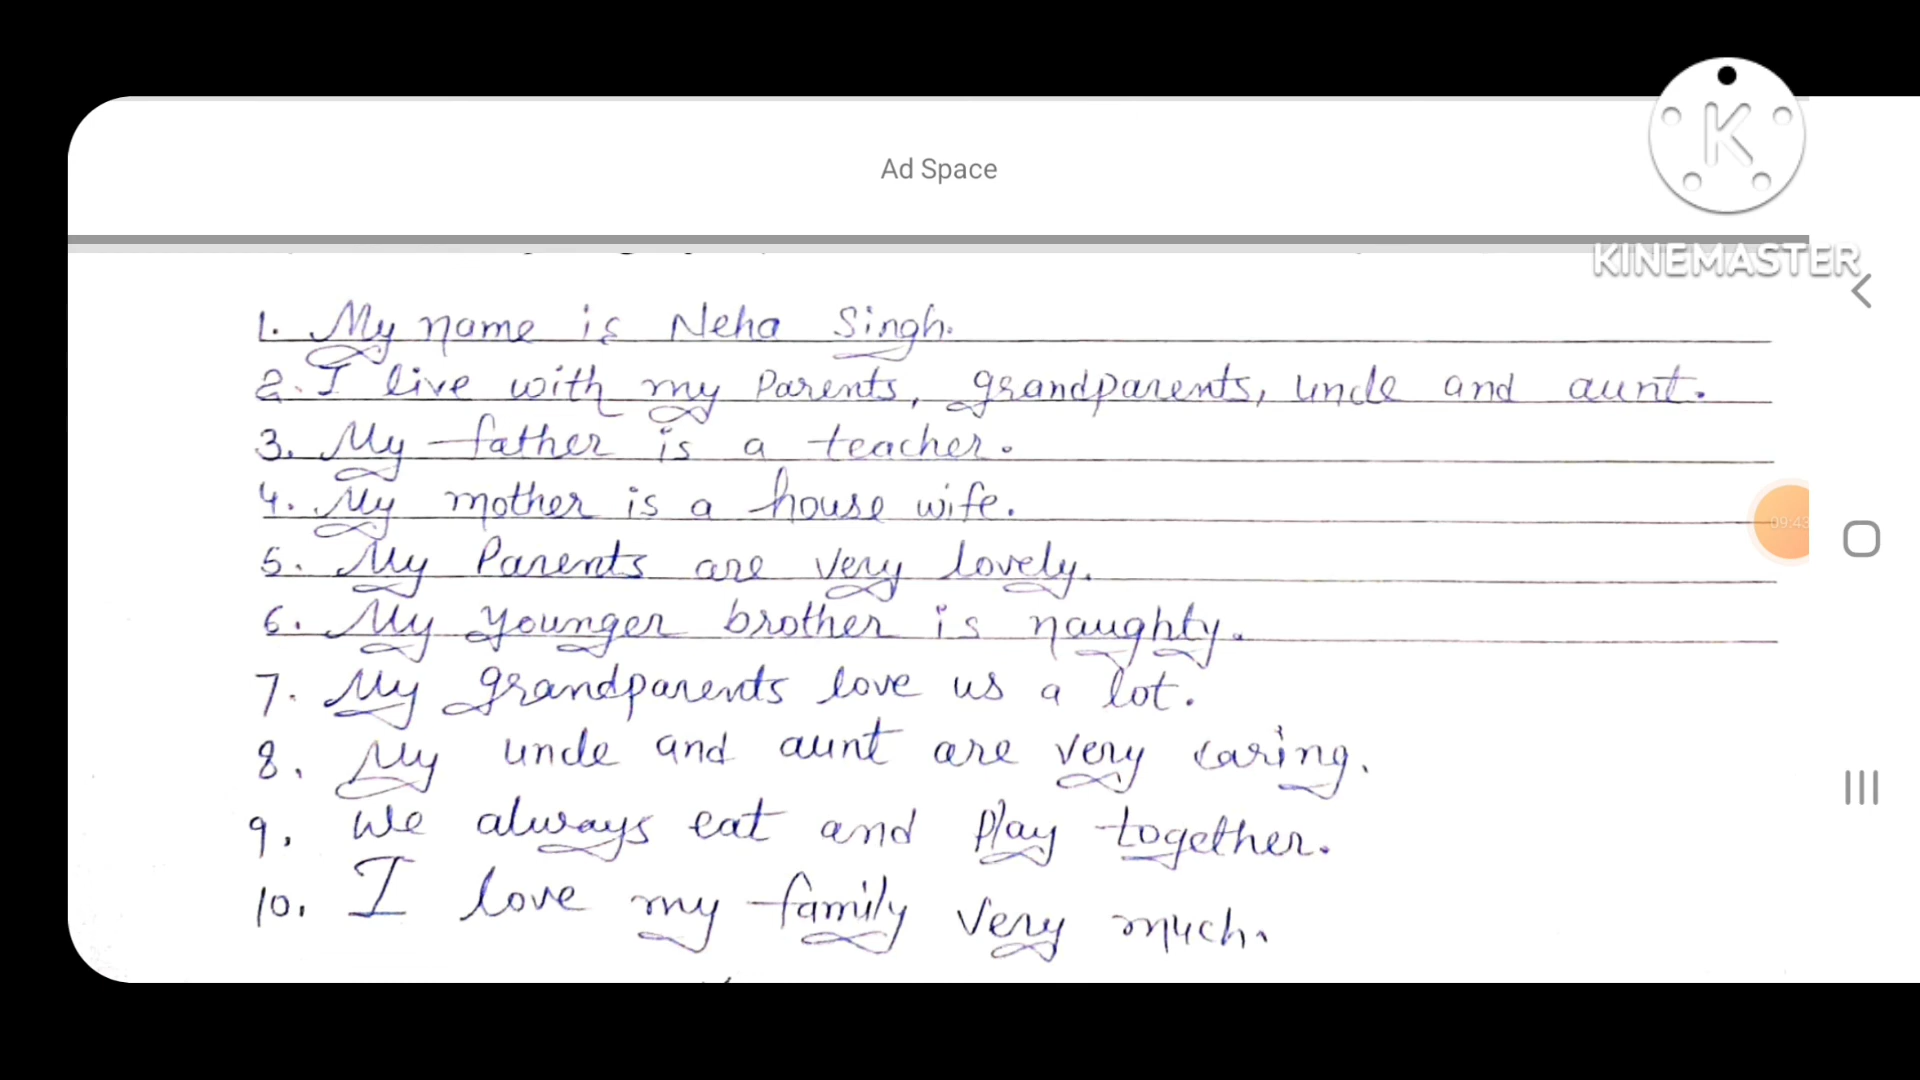 Ad Space
KINEMASTER
1. My name is Neha Singh.
2. I live with my Parents, grandparents, uncle and aunt.
3. My father is a teacher.
4. My mother is a house wife.
09:43
5. My Parents are very lovely.
6. My younger brother is naughty.
7. My grandparents love us a lot.
8. My uncle and aunt are very caring.
9. We always eat and play together.
10. I love my family very much.